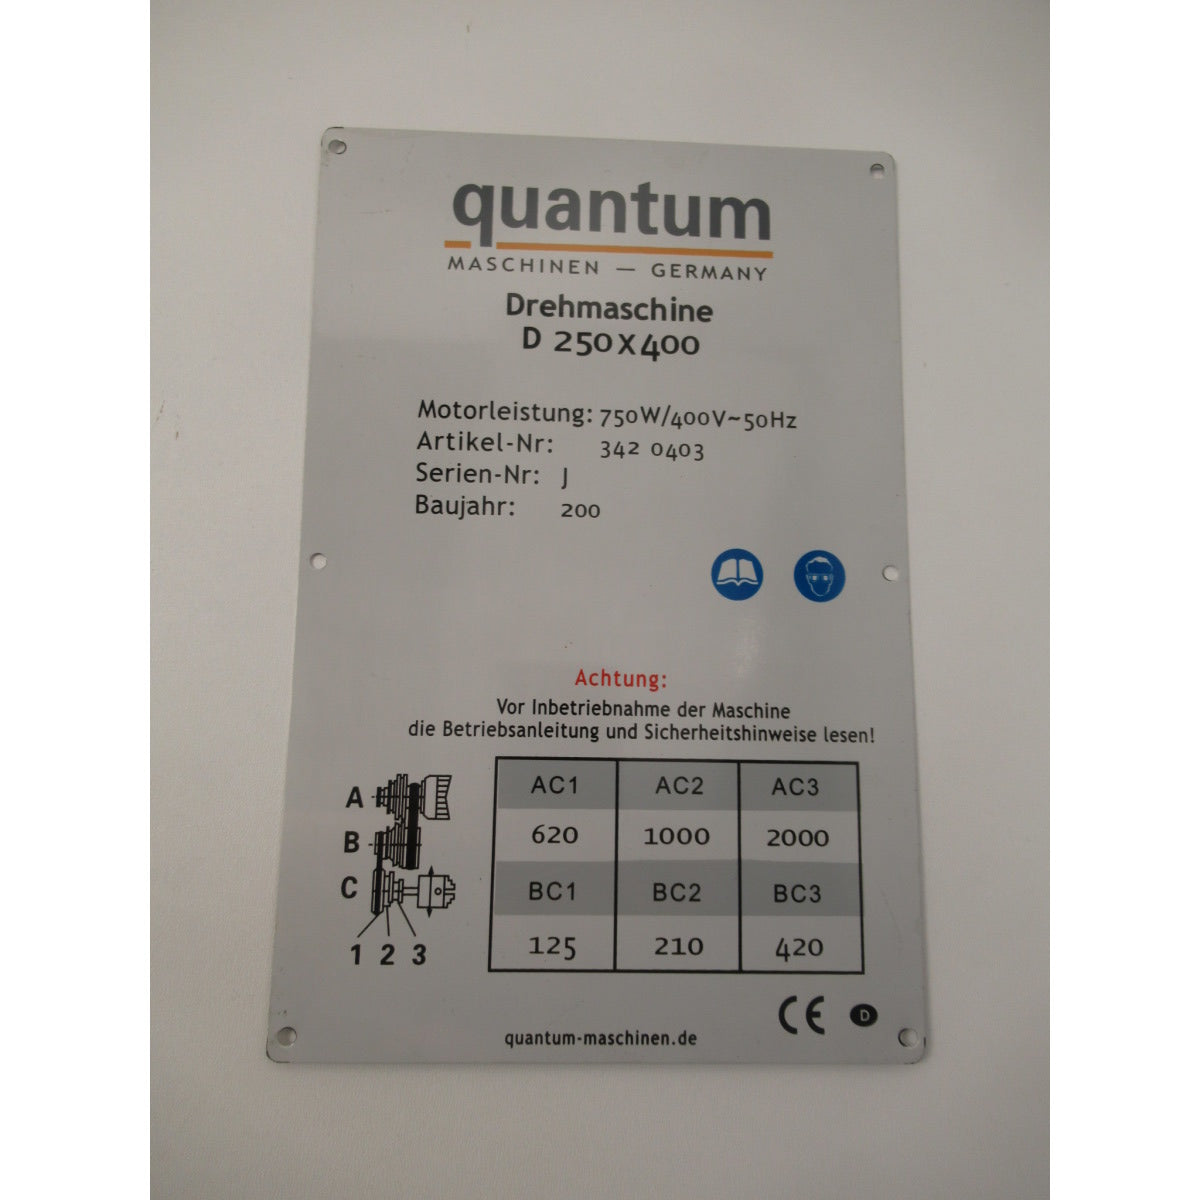 quantum
MASCHINEN — GERMANY
Drehmaschine
D 250x400
Motorleistung: 750W/400V~50Hz
Artikel-Nr: 342 0403
Serien-Nr: J
Baujahr: 200
Achtung:
Vor Inbetriebnahme der Maschine
die Betriebsanleitung und Sicherheitshinweise lesen!
A
B
C
1 2 3
AC1 AC2 AC3
620 1000 2000
BC1 BC2 BC3
125 210 420
CE D
quantum-maschinen.de